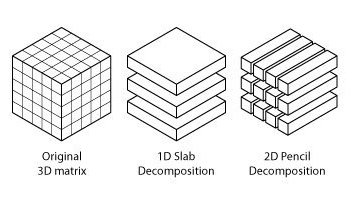 Original
3D matrix
1D Slab
Decomposition
2D Pencil
Decomposition